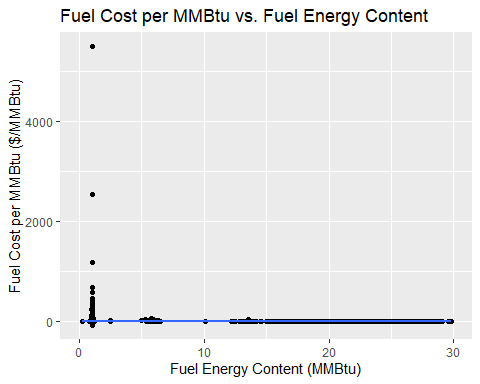 Fuel Cost per MMBtu vs. Fuel Energy Content
Fuel Cost per MMBtu ($/MMBtu)
4000
2000
0
0 10 20 30
Fuel Energy Content (MMBtu)